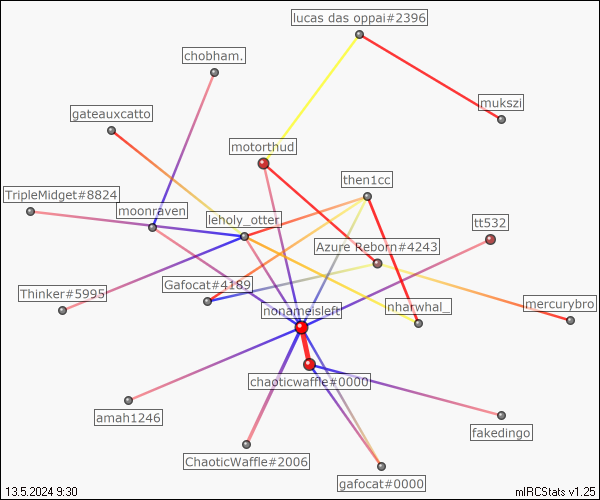 lucas das oppai#2396
chobham.
mukszi
gateauxcatto
motorthud
then1cc
TripleMidget#8824
moonraven
leholy_otter
tt532
Azure Reborn#4243
Thinker#5995
Gafocat#4189
nonameisleft
nharwhal_
mercurybro
chaoticwaffle#0000
amah1246
fakedingo
ChaoticWaffle#2006
gafocat#0000
13.5.2024 9:30
mIRCStats v1.25